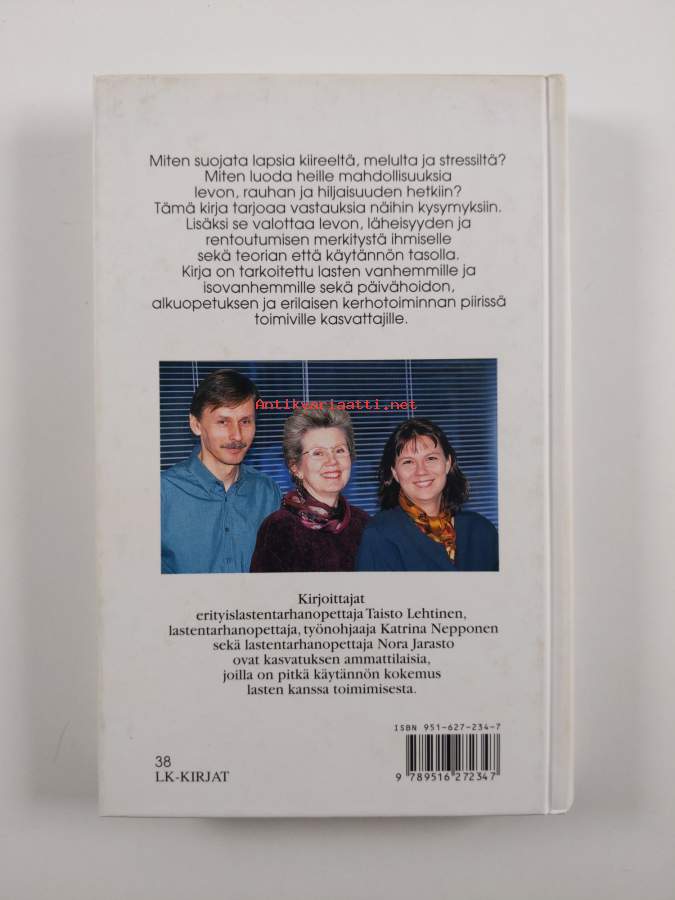 Miten suojata lapsia kiireeltä, melulta ja stressiltä?
Miten luoda heille mahdollisuuksia
levon, rauhan ja hiljaisuuden hetkiin?
Tämä kirja tarjoaa vastauksia näihin kysymyksiin.
Lisäksi se valottaa levon, läheisyyden ja
rentoutumisen merkitystä ihmiselle
sekä teorian että käytännön tasolla.
Kirja on tarkoitettu lasten vanhemmille ja
isovanhemmille sekä päivähoidon,
alkuopetuksen ja erilaisen kerhotoiminnan piirissä
toimiville kasvattajille.
Antikvariaatti.net
Kirjoittajat
erityislastentarhanopettaja Taisto Lehtinen,
lastentarhanopettaja, työnohjaaja Katrina Nepponen
sekä lastentarhanopettaja Nora Jarasto
ovat kasvatuksen ammattilaisia,
joilla on pitkä käytännön kokemus
lasten kanssa toimimisesta.
ISBN 951-627-234-7
38
LK-KIRJAT
9 789516 272347